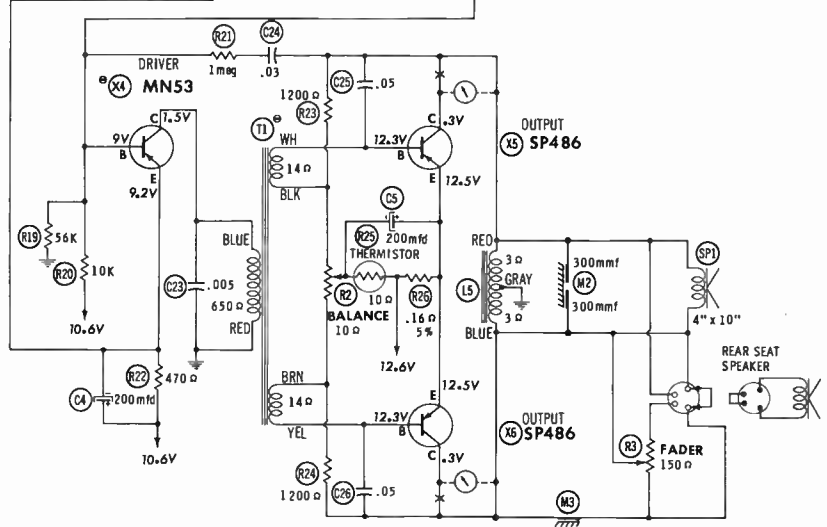 R21
1 meg
C24
.03
DRIVER
X4
MN53
1200Ω
R23
C25
.05
C
1.5V
9V
B
E
9.2V
T1
WH
14Ω
BLK
12.3V
B
C
.3V
E
12.5V
OUTPUT
X5
SP486
C5
200mfd
R25
THERMISTOR
R19
56K
R20
10K
10.6V
C23
.005
BLUE
650Ω
RED
R2
BALANCE
10Ω
10Ω
R26
.16Ω
5%
12.6V
RED
3Ω
GRAY
L5
3Ω
BLUE
300mmf
M2
300mmf
SP1
4" x 10"
REAR SEAT
SPEAKER
C4
200mfd
R22
470Ω
10.6V
BRN
14Ω
YEL
12.3V
B
E
12.5V
C
.3V
OUTPUT
X6
SP486
R24
1200Ω
C26
.05
R3
FADER
150Ω
M3